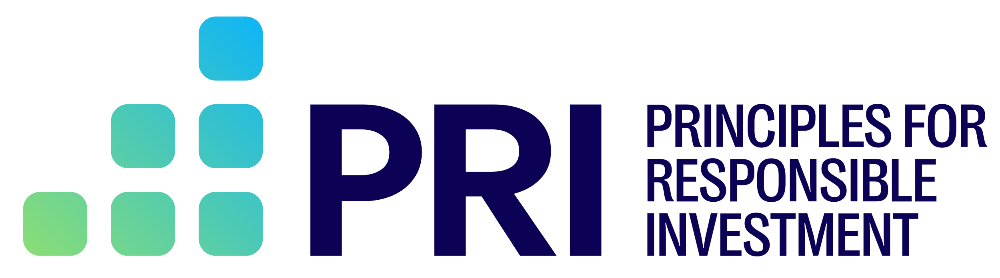 PRI
PRINCIPLES FOR
RESPONSIBLE
INVESTMENT